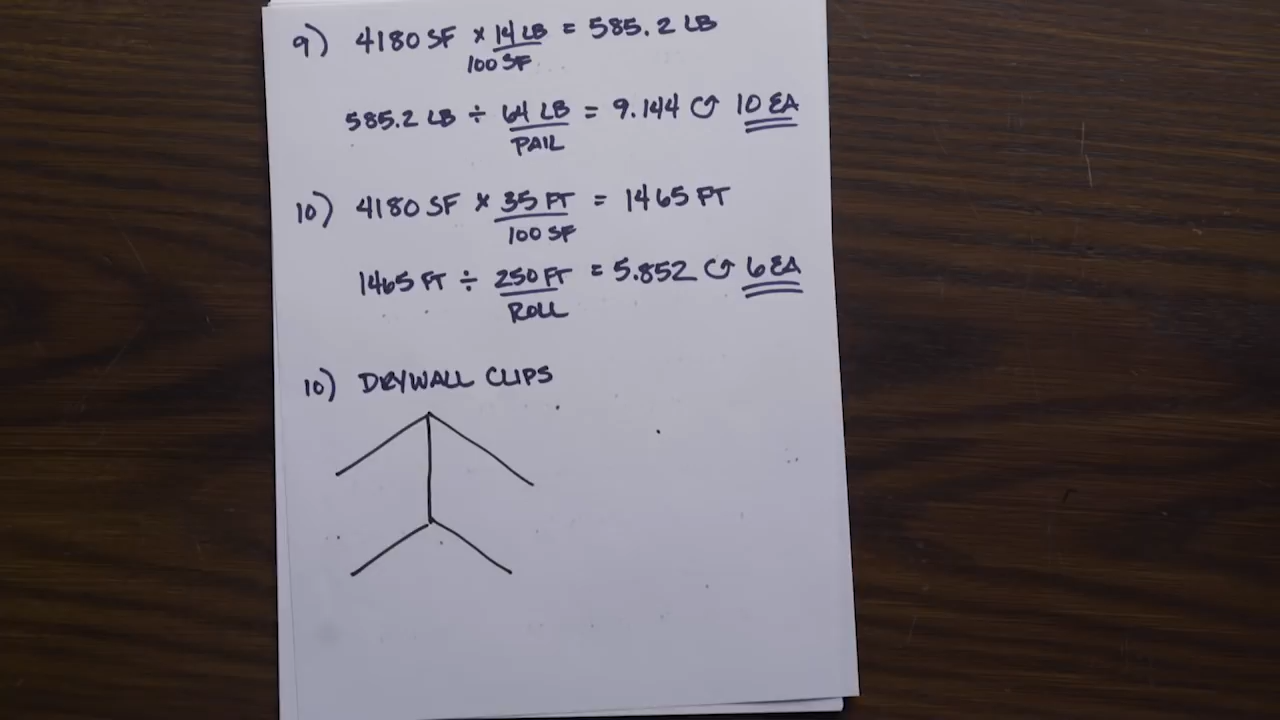 9) 4180 SF × 14 LB = 585.2 LB
100 SF
585.2 LB ÷ 64 LB = 9.144 ↺ 10 EA
PAIL
10) 4180 SF × 35 FT = 1465 FT
100 SF
1465 FT ÷ 250 FT = 5.852 ↺ 6 EA
ROLL
10) DRYWALL CLIPS